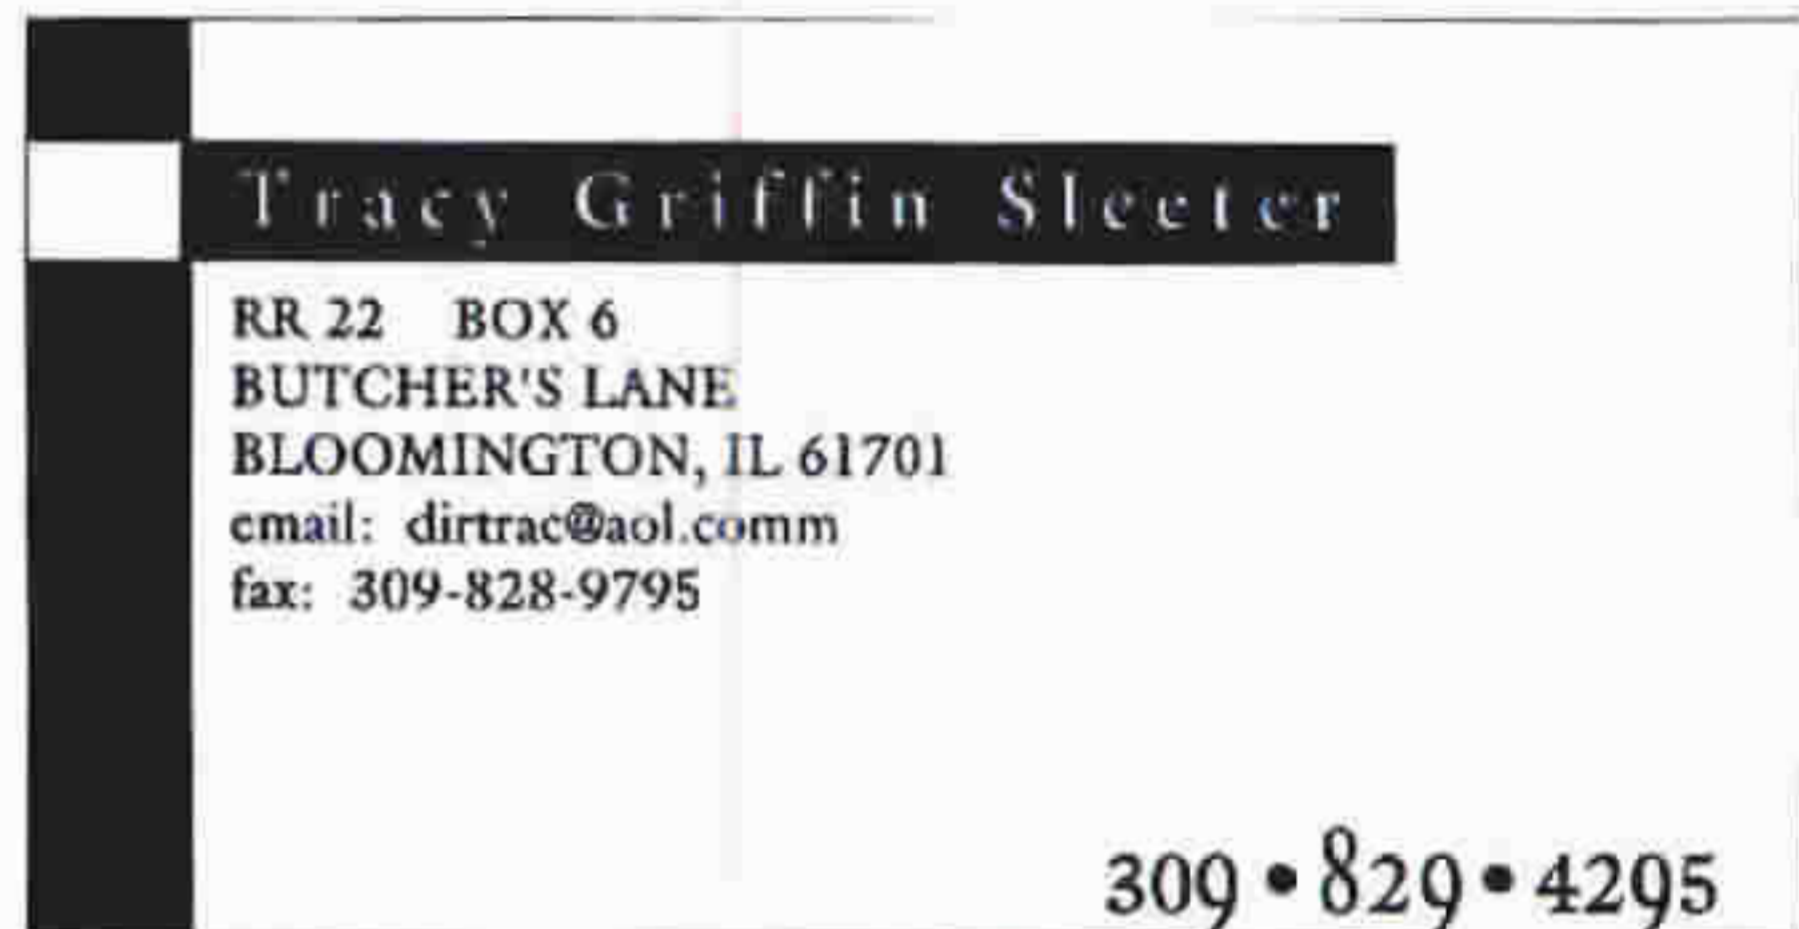 Tracy Griffin Sleeter
RR 22 BOX 6
BUTCHER'S LANE
BLOOMINGTON, IL 61701
email: dirtrac@aol.comm
fax: 309-828-9795
309•829•4295